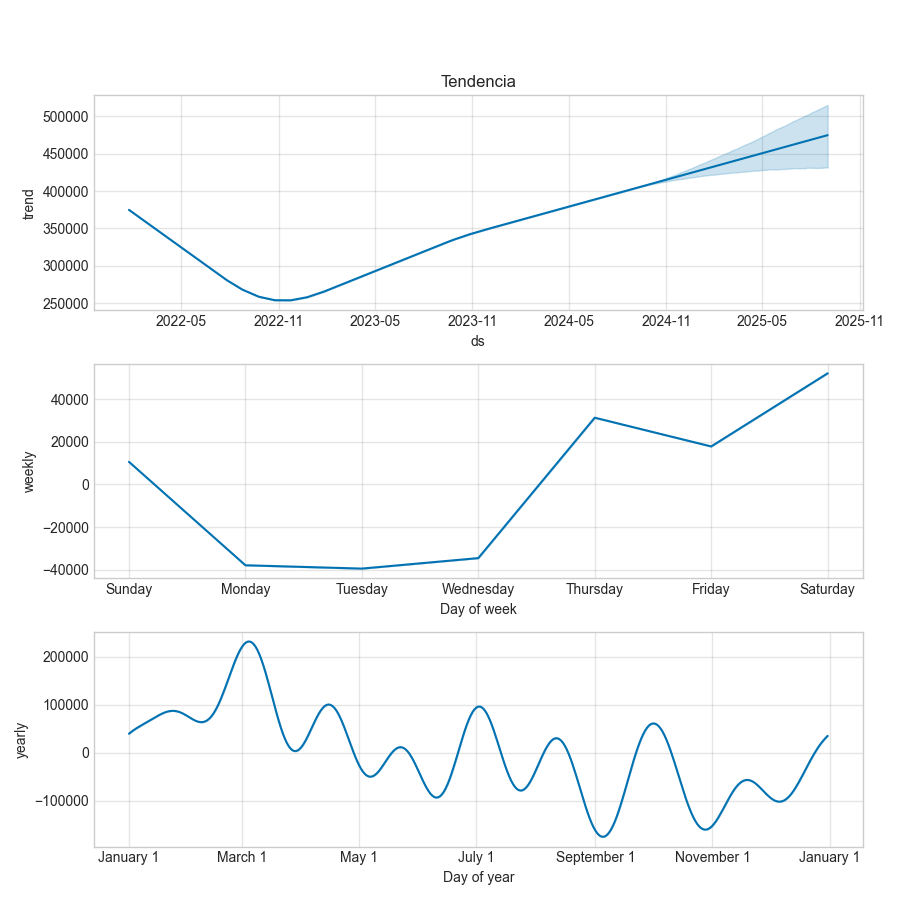 Tendencia
500000
450000
400000
350000
300000
250000
trend
2022-05 2022-11 2023-05 2023-11 2024-05 2024-11 2025-05 2025-11
ds
40000
20000
0
−20000
−40000
weekly
Sunday Monday Tuesday Wednesday Thursday Friday Saturday
Day of week
200000
100000
0
−100000
yearly
January 1 March 1 May 1 July 1 September 1 November 1 January 1
Day of year